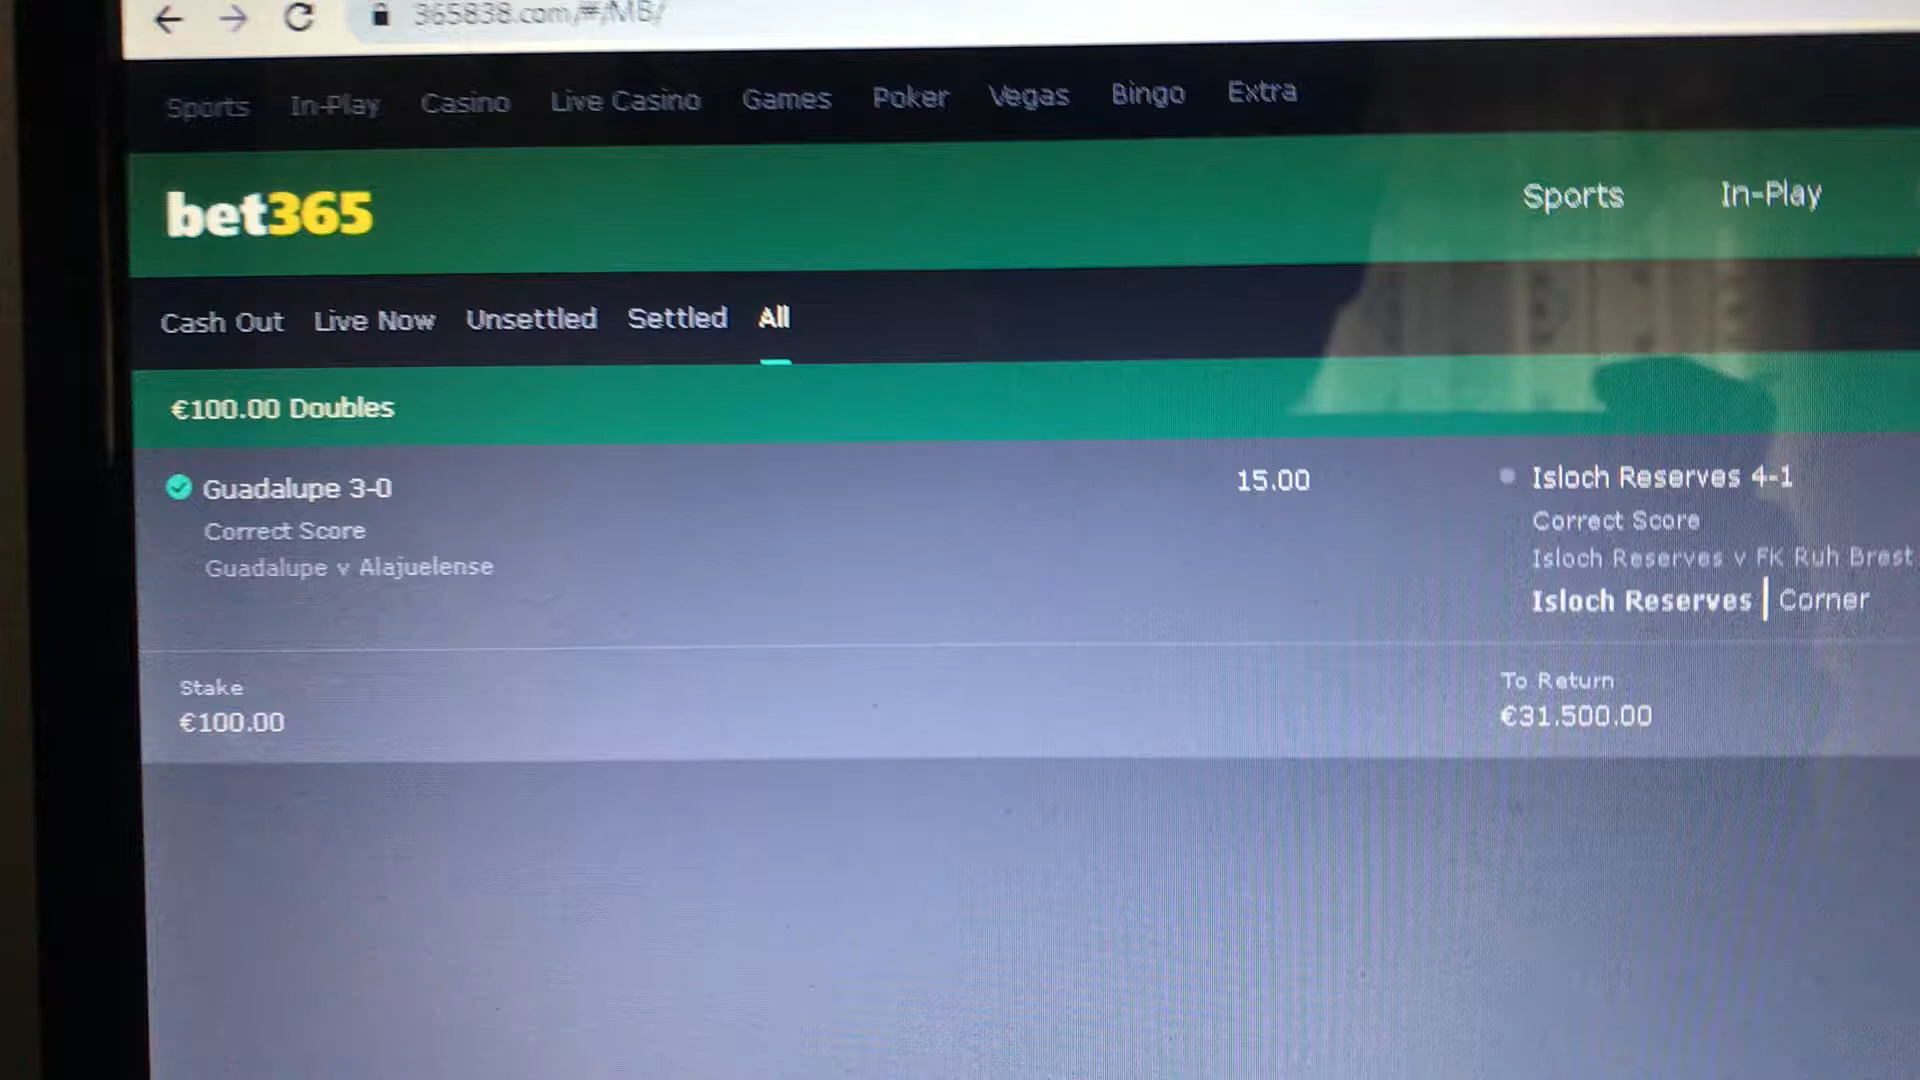 365838.com/#/MB/
Sports In-Play Casino Live Casino Games Poker Vegas Bingo Extra
bet365
Sports In-Play
Cash Out Live Now Unsettled Settled All
€100.00 Doubles
Guadalupe 3-0 15.00
Correct Score
Guadalupe v Alajuelense
Isloch Reserves 4-1
Correct Score
Isloch Reserves v FK Ruh Brest
Isloch Reserves | Corner
Stake
€100.00
To Return
€31.500.00